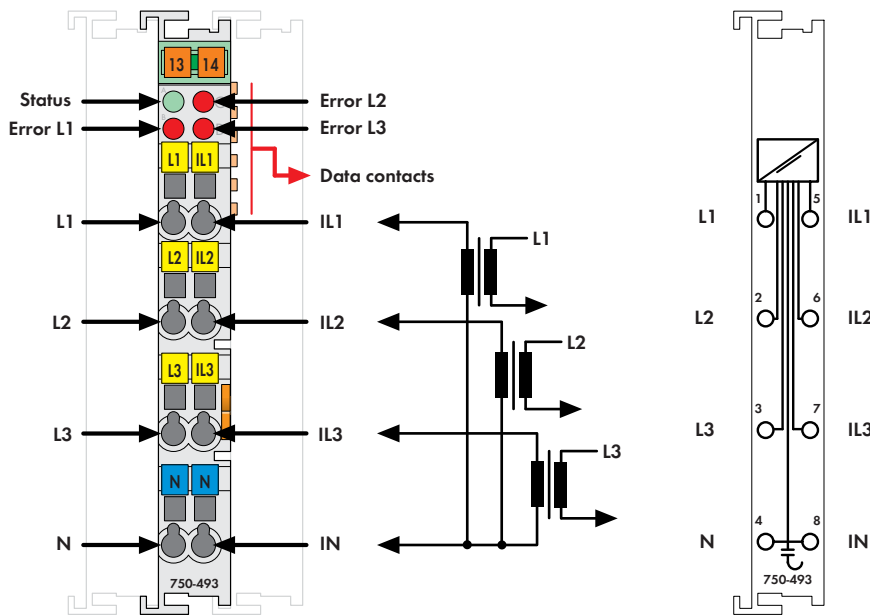 13 14
A C
Status Error L2
B D
Error L1 Error L3
L1 IL1
Data contacts
L1 IL1
L2 IL2
L2 IL2
L3 IL3
L3 IL3
N N
N IN
750-493
L1
L2
L3
1 5
L1 IL1
2 6
L2 IL2
3 7
L3 IL3
4 8
N IN
750-493